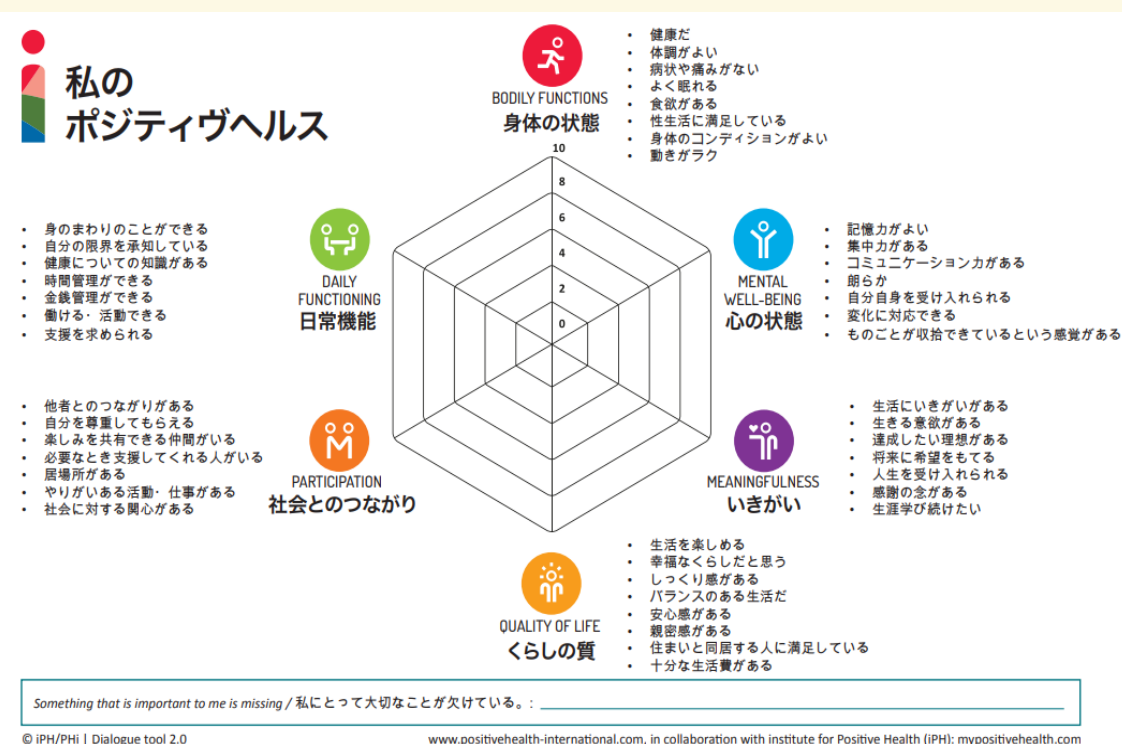 私の
ポジティヴヘルス
BODILY FUNCTIONS
身体の状態
• 健康だ
• 体調がよい
• 病状や痛みがない
• よく眠れる
• 食欲がある
• 性生活に満足している
• 身体のコンディションがよい
• 動きがラク
10
8
6
4
2
0
• 身のまわりのことができる
• 自分の限界を承知している
• 健康についての知識がある
• 時間管理ができる
• 金銭管理ができる
• 働ける・活動できる
• 支援を求められる
DAILY
FUNCTIONING
日常機能
MENTAL
WELL-BEING
心の状態
• 記憶力がよい
• 集中力がある
• コミュニケーション力がある
• 朗らか
• 自分自身を受け入れられる
• 変化に対応できる
• ものごとが収拾できているという感覚がある
• 他者とのつながりがある
• 自分を尊重してもらえる
• 楽しみを共有できる仲間がいる
• 必要なとき支援してくれる人がいる
• 居場所がある
• やりがいある活動・仕事がある
• 社会に対する関心がある
PARTICIPATION
社会とのつながり
MEANINGFULNESS
いきがい
• 生活にいきがいがある
• 生きる意欲がある
• 達成したい理想がある
• 将来に希望をもてる
• 人生を受け入れられる
• 感謝の念がある
• 生涯学び続けたい
QUALITY OF LIFE
くらしの質
• 生活を楽しめる
• 幸福なくらしだと思う
• しっくり感がある
• バランスのある生活だ
• 安心感がある
• 親密感がある
• 住まいと同居する人に満足している
• 十分な生活費がある
Something that is important to me is missing / 私にとって大切なことが欠けている。:
© iPH/PHi | Dialogue tool 2.0
www.positivehealth-international.com, in collaboration with institute for Positive Health (iPH): mypositivehealth.com